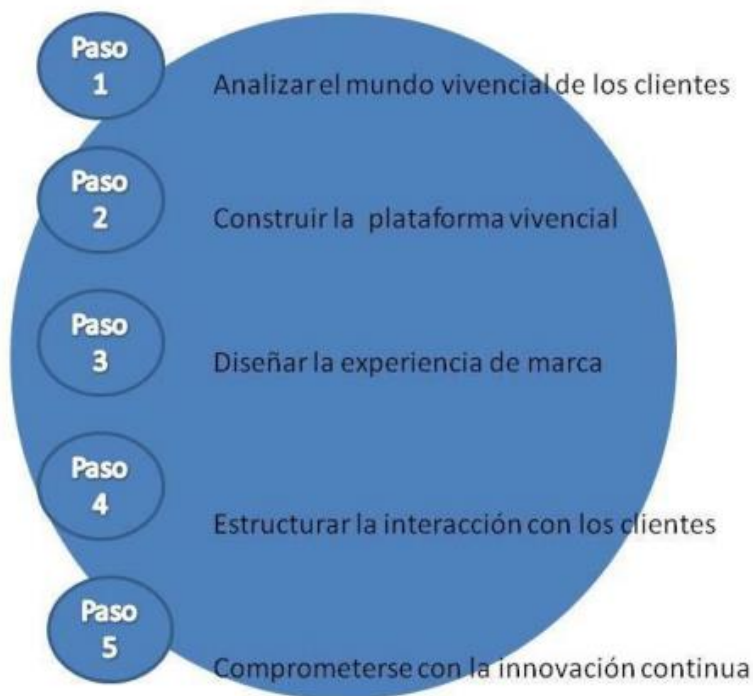 Paso
1
Analizar el mundo vivencial de los clientes
Paso
2
Construir la plataforma vivencial
Paso
3
Diseñar la experiencia de marca
Paso
4
Estructurar la interacción con los clientes
Paso
5
Comprometerse con la innovación continua